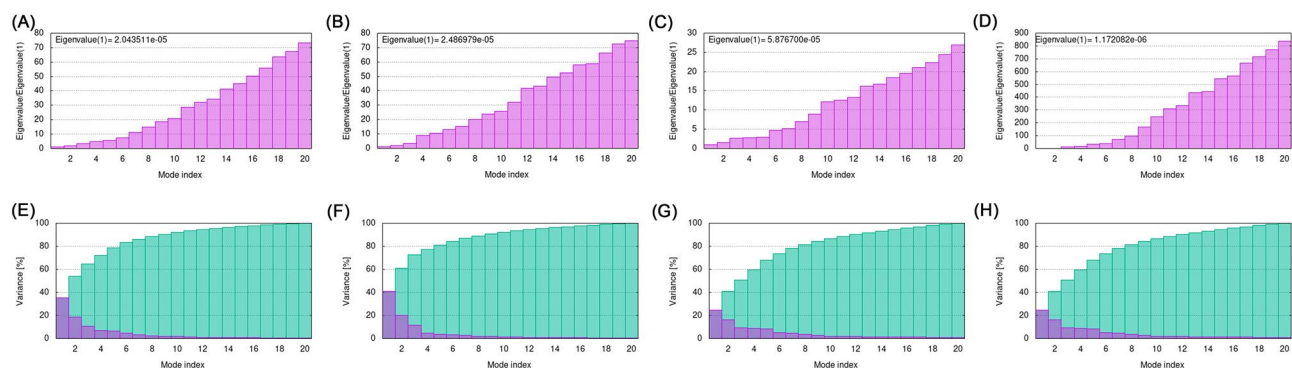 (A)
Eigenvalue(1)= 2.043511e-05
Eigenvalue/Eigenvalue(1)
80
70
60
50
40
30
20
10
0
2 4 6 8 10 12 14 16 18 20
Mode index
(B)
Eigenvalue(1)= 2.486979e-05
Eigenvalue/Eigenvalue(1)
80
70
60
50
40
30
20
10
0
2 4 6 8 10 12 14 16 18 20
Mode index
(C)
Eigenvalue(1)= 5.876700e-05
Eigenvalue/Eigenvalue(1)
30
25
20
15
10
5
0
2 4 6 8 10 12 14 16 18 20
Mode index
(D)
Eigenvalue(1)= 1.172082e-06
Eigenvalue/Eigenvalue(1)
900
800
700
600
500
400
300
200
100
0
2 4 6 8 10 12 14 16 18 20
Mode index
(E)
Variance [%]
100
80
60
40
20
0
2 4 6 8 10 12 14 16 18 20
Mode index
(F)
Variance [%]
100
80
60
40
20
0
2 4 6 8 10 12 14 16 18 20
Mode index
(G)
Variance [%]
100
80
60
40
20
0
2 4 6 8 10 12 14 16 18 20
Mode index
(H)
Variance [%]
100
80
60
40
20
0
2 4 6 8 10 12 14 16 18 20
Mode index